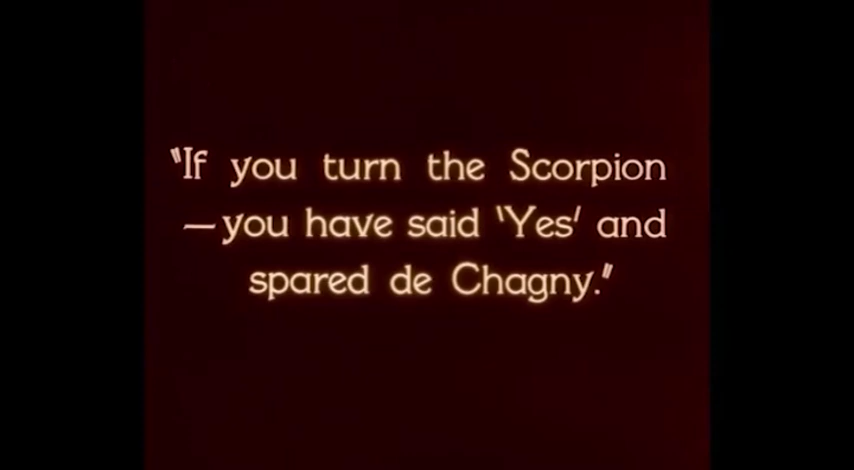 "If you turn the Scorpion
—you have said 'Yes' and
spared de Chagny."